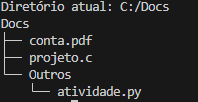 Diretório atual: C:/Docs
Docs
├── conta.pdf
├── projeto.c
└── Outros
    └── atividade.py